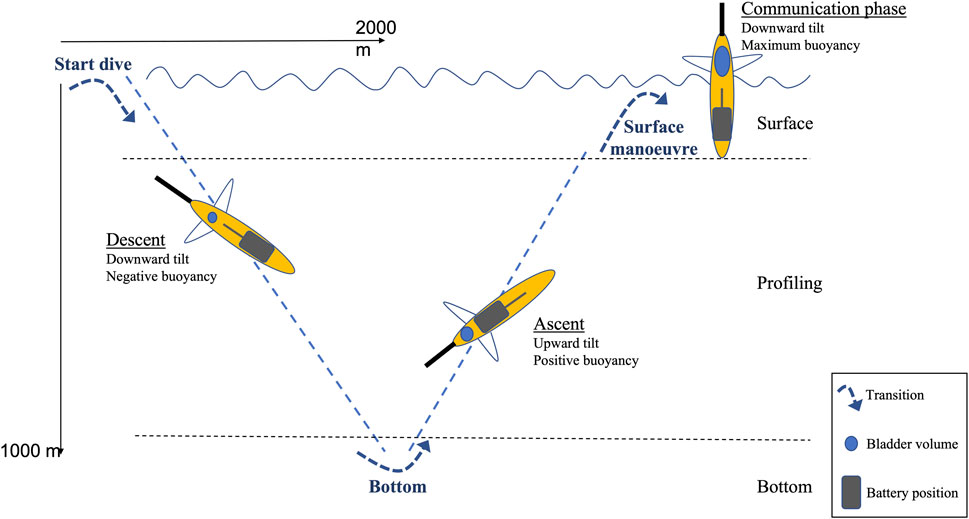 2000
m
Communication phase
Downward tilt
Maximum buoyancy
Start dive
Surface
manoeuvre
Surface
Descent
Downward tilt
Negative buoyancy
Profiling
Ascent
Upward tilt
Positive buoyancy
Transition
Bladder volume
Battery position
1000 m
Bottom
Bottom